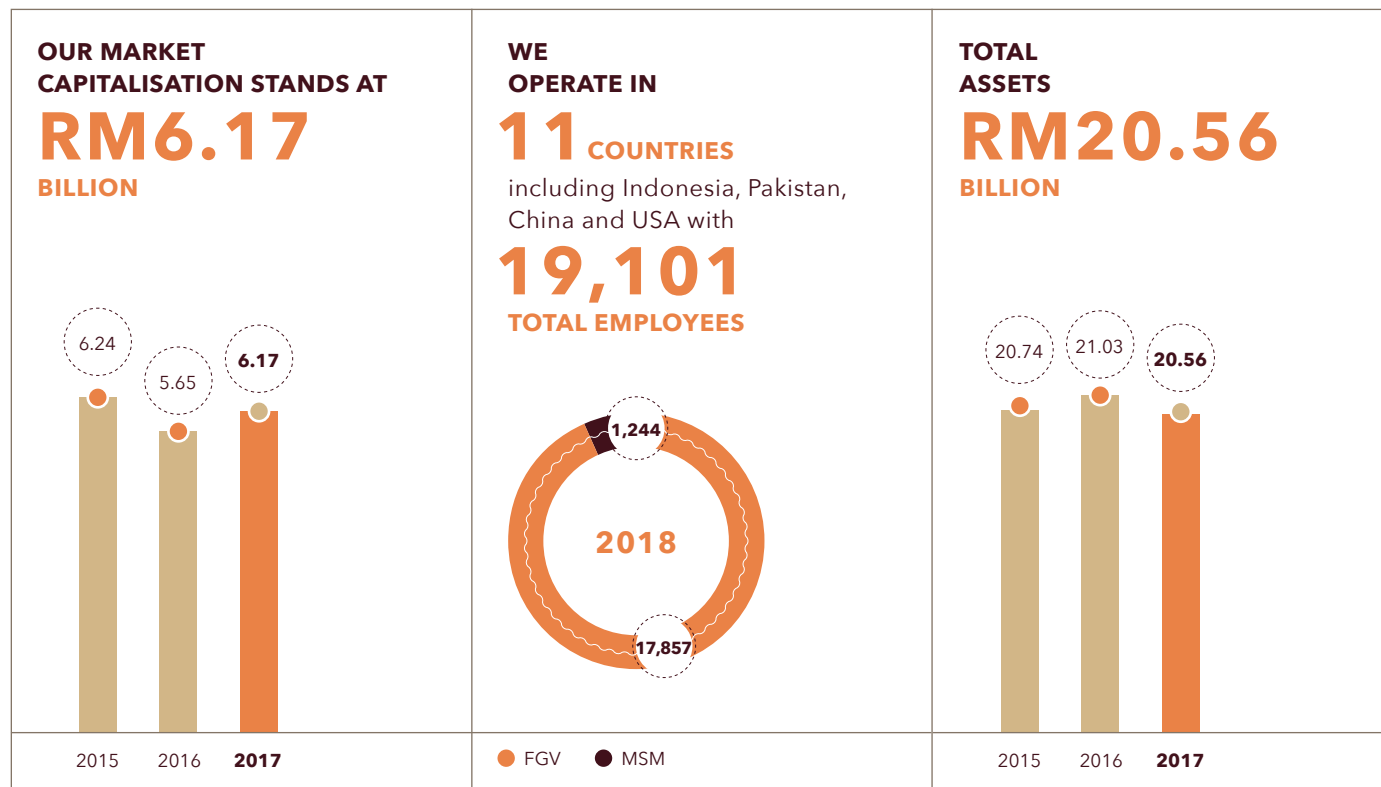 OUR MARKET
CAPITALISATION STANDS AT
RM6.17
BILLION
6.24
5.65
6.17
2015
2016
2017
WE
OPERATE IN
11 COUNTRIES
including Indonesia, Pakistan,
China and USA with
19,101
TOTAL EMPLOYEES
1,244
2018
17,857
FGV
MSM
TOTAL
ASSETS
RM20.56
BILLION
20.74
21.03
20.56
2015
2016
2017